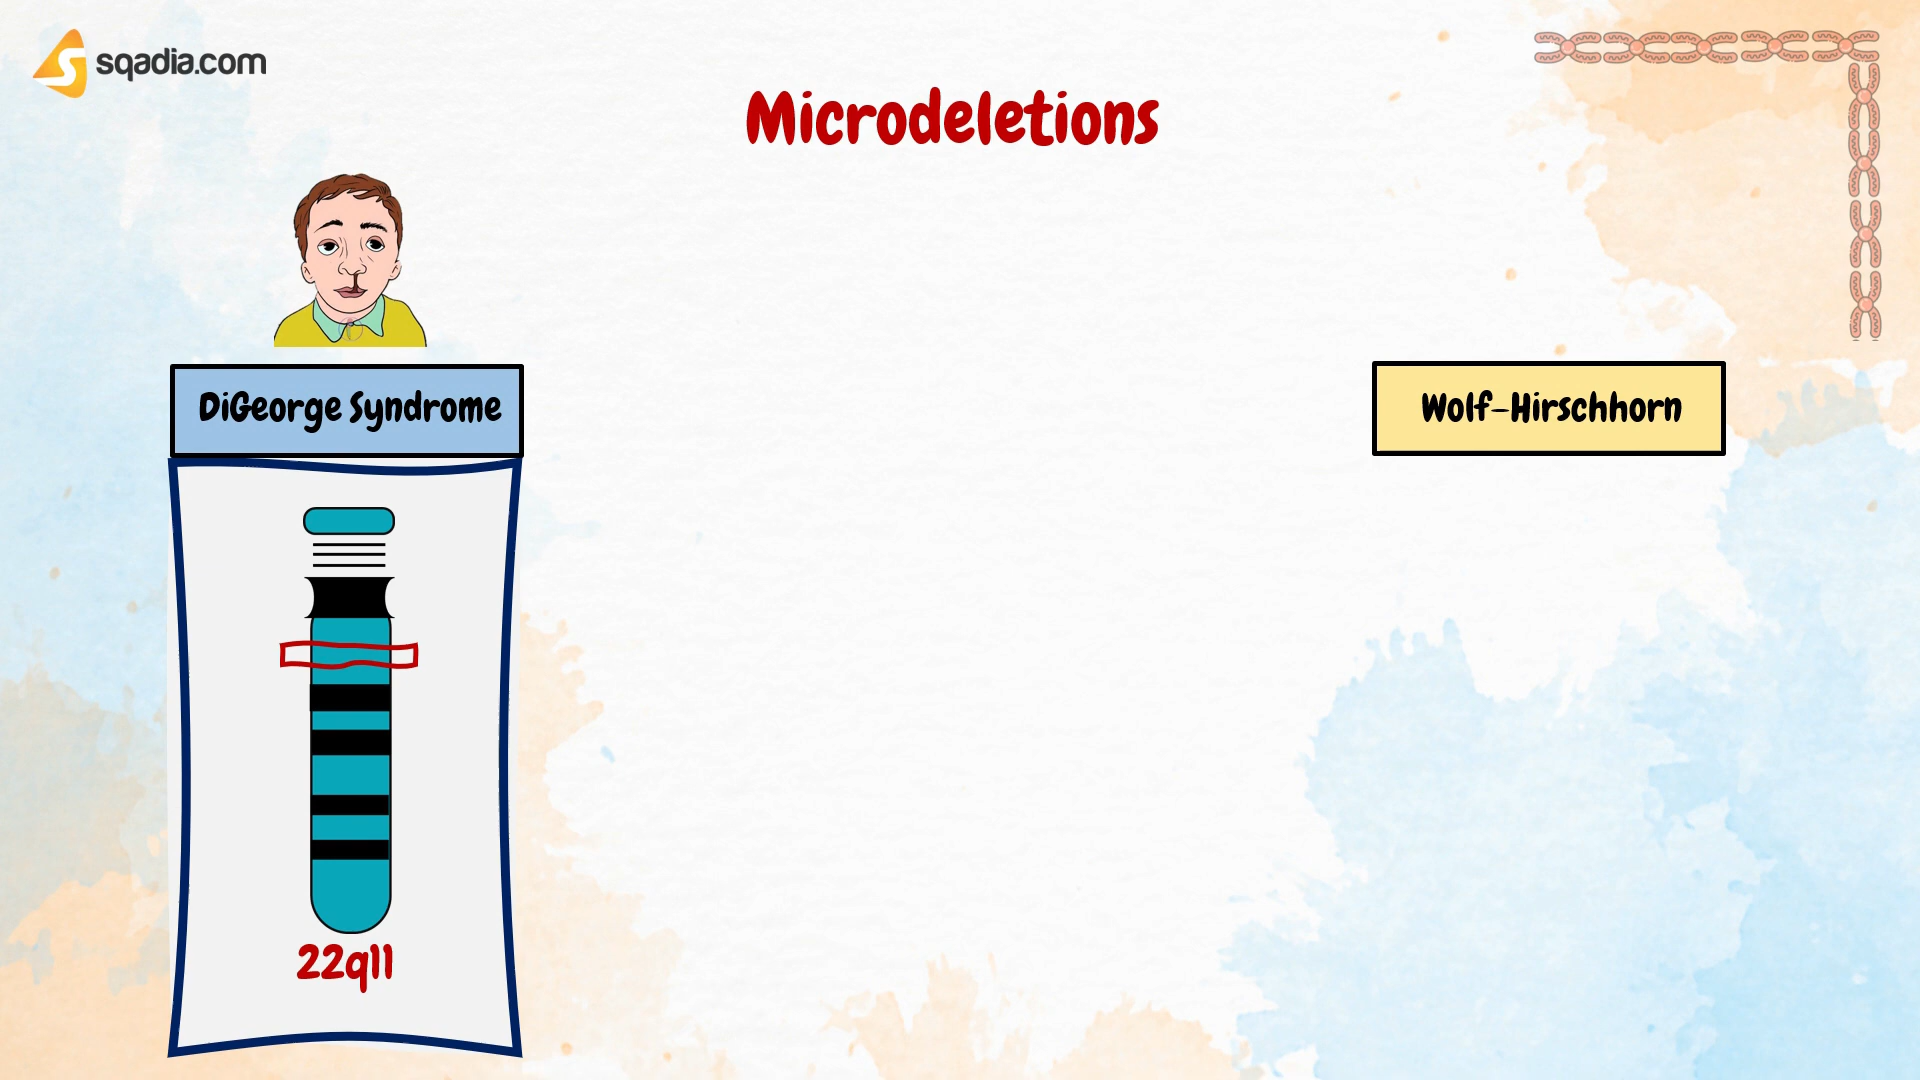 sqadia.com
Microdeletions
DiGeorge Syndrome
Wolf-Hirschhorn
22q11